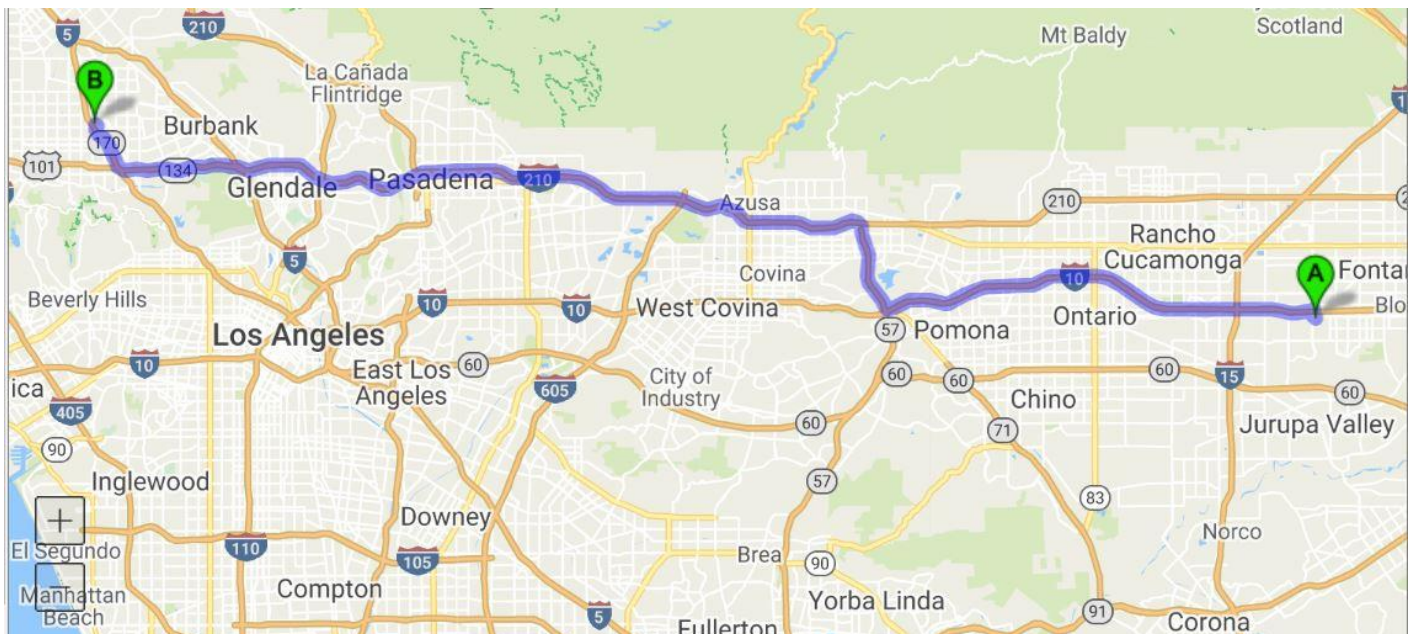 Scotland
5
210
Mt Baldy
La Cañada
Flintridge
B
Burbank
170
101
134
Glendale
Pasadena
210
Azusa
210
Rancho
Cucamonga
A
Fontar
10
Blo
Covina
5
Beverly Hills
10
10
West Covina
Ontario
57
Pomona
Los Angeles
10
East Los
Angeles
60
605
City of
Industry
60
60
60
15
60
ica
405
Chino
Jurupa Valley
60
71
90
Inglewood
57
83
Downey
Norco
+
El Segundo
110
105
Brea
90
−
Manhattan
Beach
Compton
5
Yorba Linda
91
Corona
Fullerton